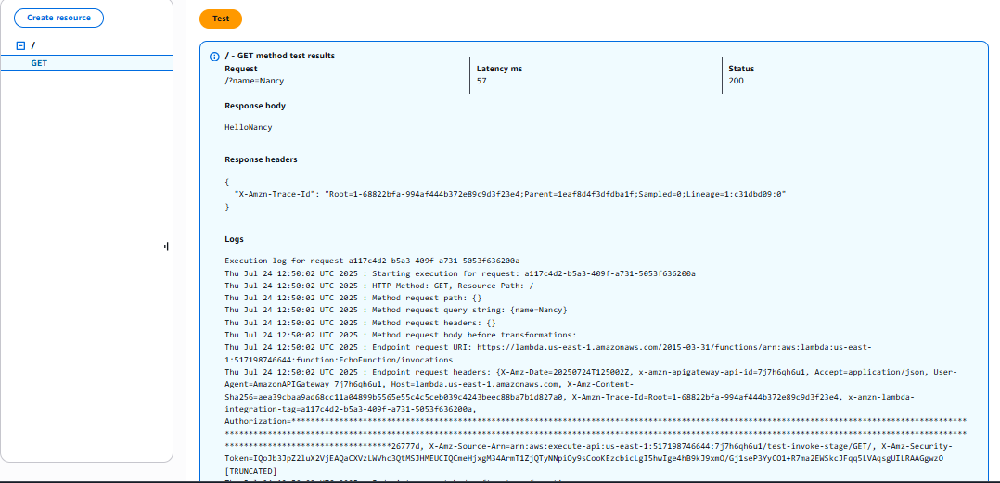 Create resource
/
GET
Test
/ - GET method test results
Request
/?name=Nancy
Latency ms
57
Status
200
Response body
HelloNancy
Response headers
{
"X-Amzn-Trace-Id": "Root=1-68822bfa-994af444b372e89c9d3f23e4;Parent=1eaf8d4f3dfdba1f;Sampled=0;Lineage=1:c31dbd09:0"
}
Logs
Execution log for request a117c4d2-b5a3-409f-a731-5053f636200a
Thu Jul 24 12:50:02 UTC 2025 : Starting execution for request: a117c4d2-b5a3-409f-a731-5053f636200a
Thu Jul 24 12:50:02 UTC 2025 : HTTP Method: GET, Resource Path: /
Thu Jul 24 12:50:02 UTC 2025 : Method request path: {}
Thu Jul 24 12:50:02 UTC 2025 : Method request query string: {name=Nancy}
Thu Jul 24 12:50:02 UTC 2025 : Method request headers: {}
Thu Jul 24 12:50:02 UTC 2025 : Method request body before transformations:
Thu Jul 24 12:50:02 UTC 2025 : Endpoint request URI: https://lambda.us-east-1.amazonaws.com/2015-03-31/functions/arn:aws:lambda:us-east-
1:517198746644:function:EchoFunction/invocations
Thu Jul 24 12:50:02 UTC 2025 : Endpoint request headers: {X-Amz-Date=20250724T125002Z, x-amzn-apigateway-api-id=7j7h6qh6u1, Accept=application/json, User-
Agent=AmazonAPIGateway_7j7h6qh6u1, Host=lambda.us-east-1.amazonaws.com, X-Amz-Content-
Sha256=aea39cbaa9ad68cc11a04899b5565e55c4c5ceb039c4243beec88ba7b1d827a0, X-Amzn-Trace-Id=Root=1-68822bfa-994af444b372e89c9d3f23e4, x-amzn-lambda-
integration-tag=a117c4d2-b5a3-409f-a731-5053f636200a,
Authorization=**********************************************************************************************************************************************
************************************************************************************************************************************************************
***********************************26777d, X-Amz-Source-Arn=arn:aws:execute-api:us-east-1:517198746644:7j7h6qh6u1/test-invoke-stage/GET/, X-Amz-Security-
Token=IQoJb3JpZ2luX2VjEAQaCXVzLWVhc3QtMSJHMEUCIQCmeHjxgM34ArmT1ZjQTyNNpiOy9sCooKEzcbicLgI5hwIge4hB9kJ9xmO/Gj1seP3YyCO1+R7ma2EWSkcJFqq5LVAqsgUILRAAGgwzO
[TRUNCATED]